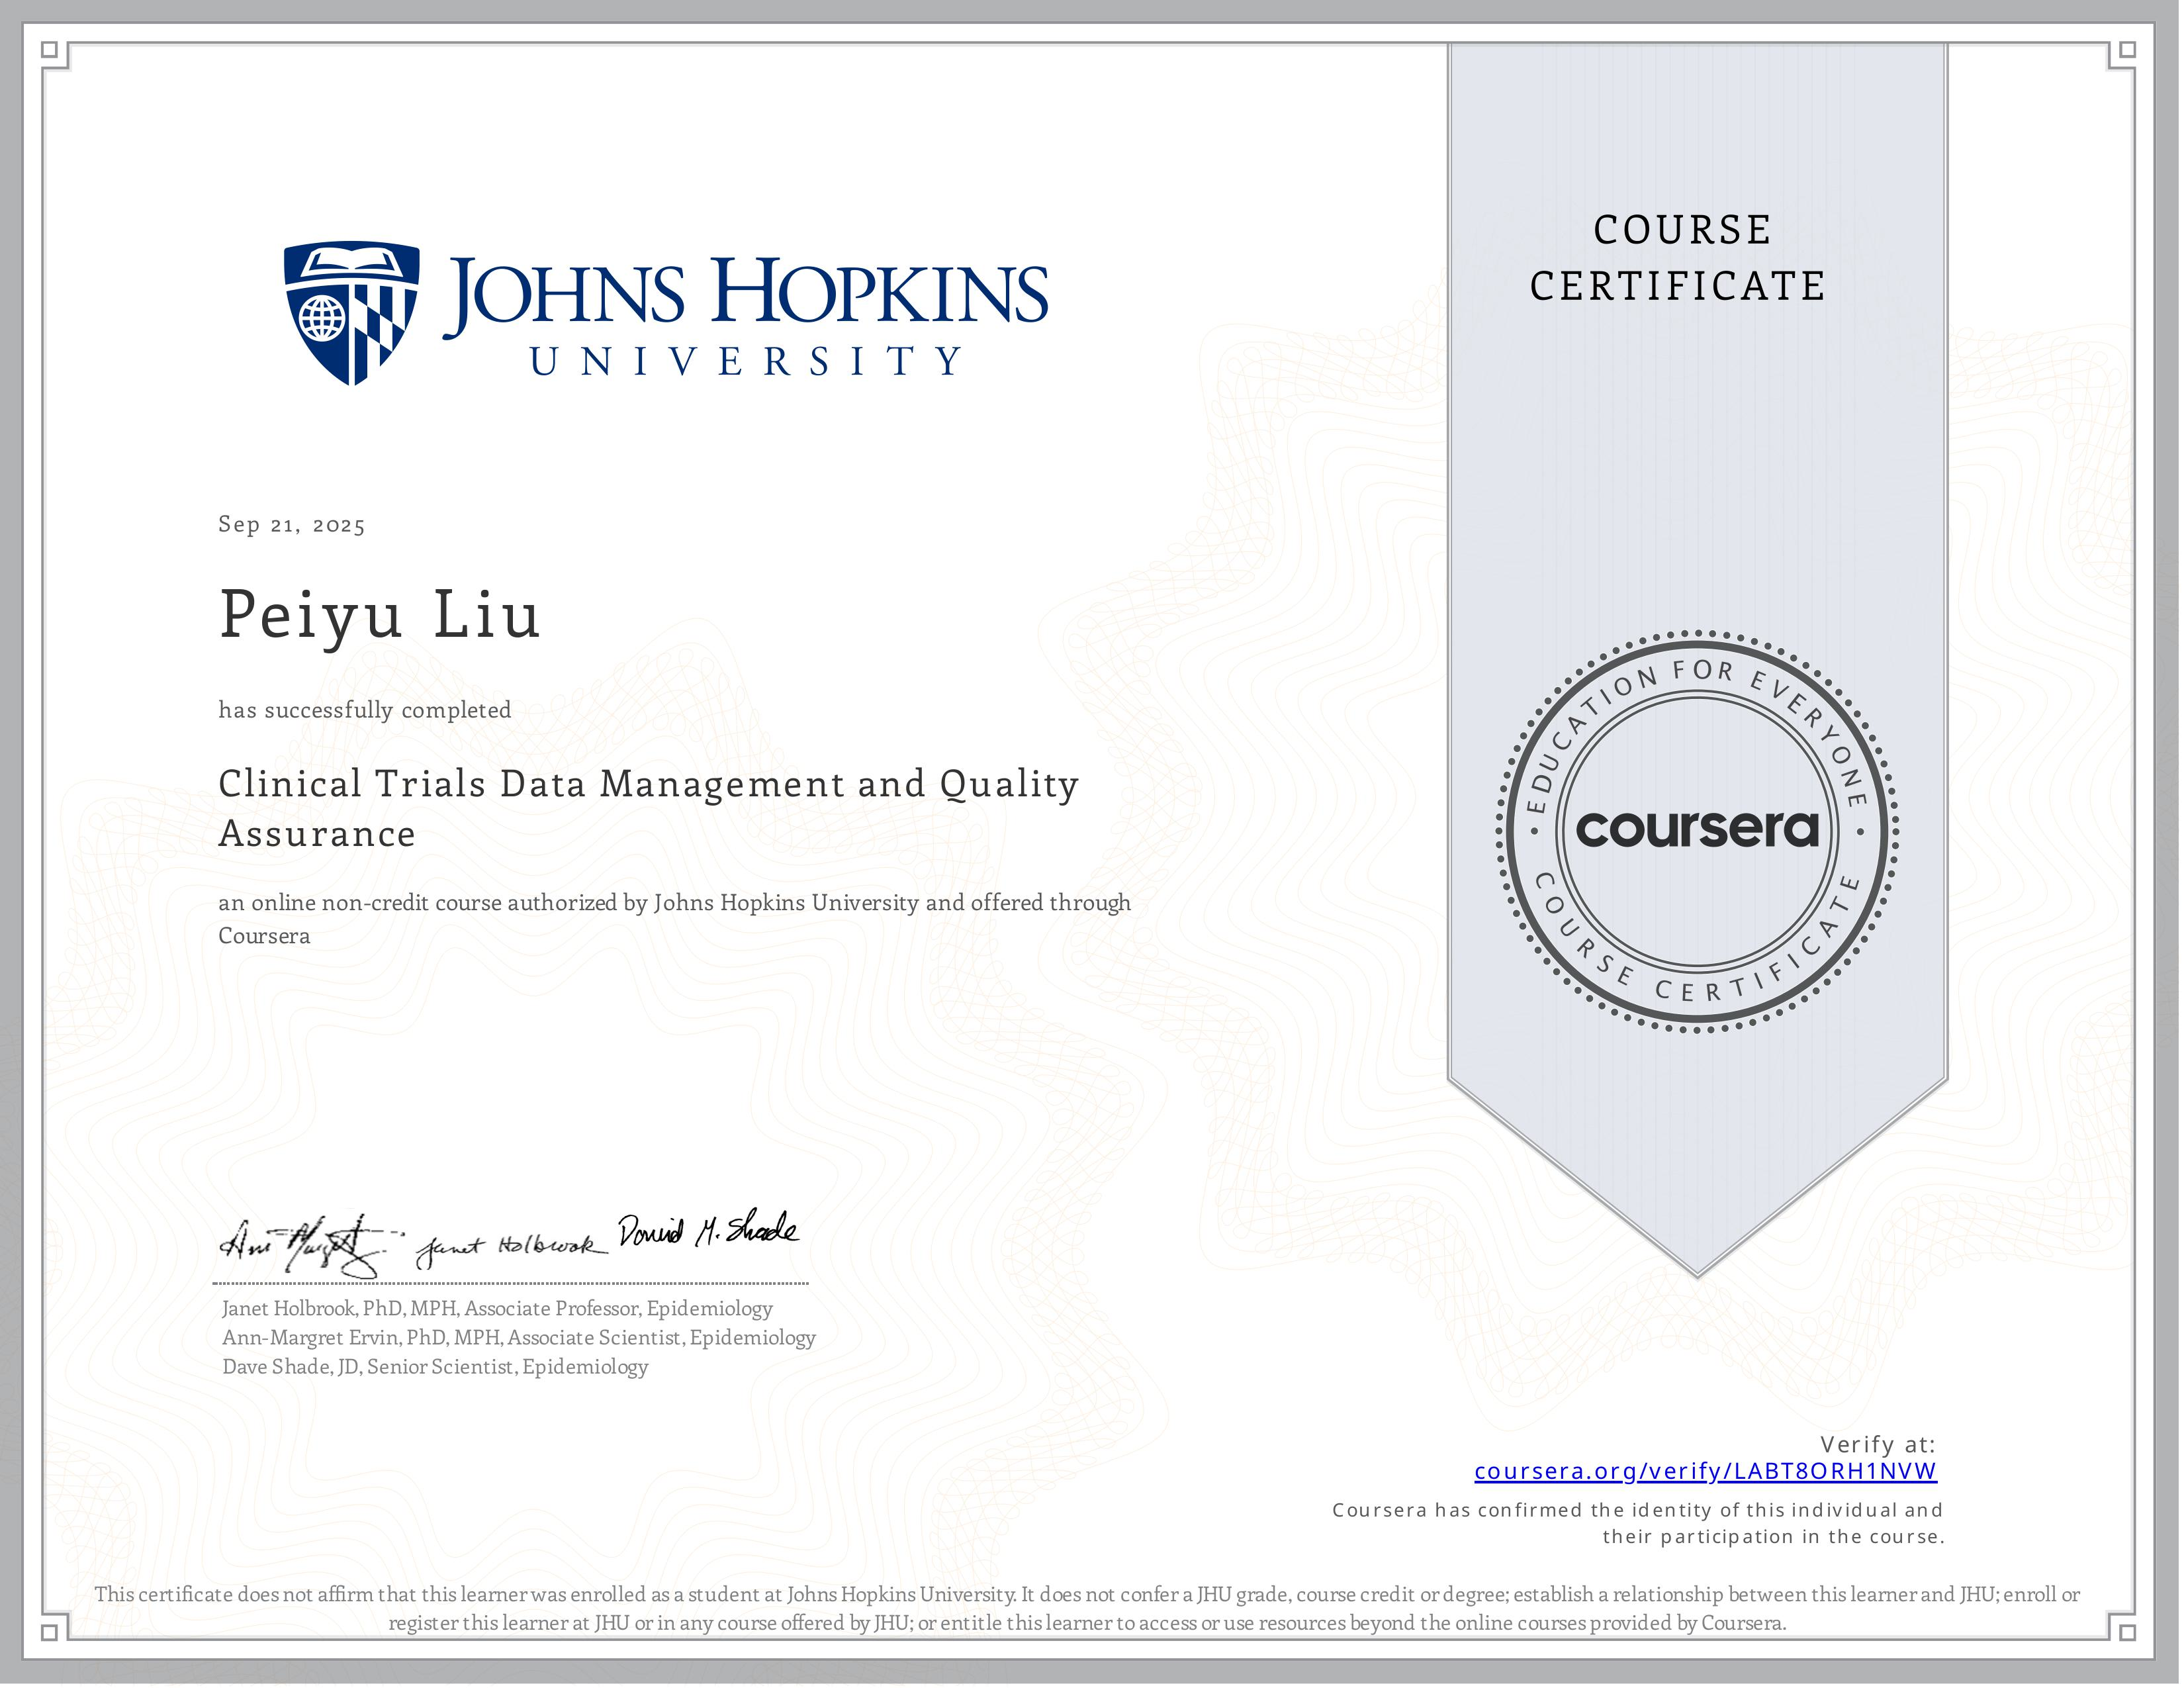 JOHNS HOPKINS
UNIVERSITY
COURSE
CERTIFICATE
Sep 21, 2025
Peiyu Liu
has successfully completed
Clinical Trials Data Management and Quality
Assurance
an online non-credit course authorized by Johns Hopkins University and offered through
Coursera
EDUCATION FOR EVERYONE
coursera
COURSE CERTIFICATE
Janet Holbrook David M. Shade
Janet Holbrook, PhD, MPH, Associate Professor, Epidemiology
Ann-Margret Ervin, PhD, MPH, Associate Scientist, Epidemiology
Dave Shade, JD, Senior Scientist, Epidemiology
Verify at:
coursera.org/verify/LABT8ORH1NVW
Coursera has confirmed the identity of this individual and
their participation in the course.
This certificate does not affirm that this learner was enrolled as a student at Johns Hopkins University. It does not confer a JHU grade, course credit or degree; establish a relationship between this learner and JHU; enroll or
register this learner at JHU or in any course offered by JHU; or entitle this learner to access or use resources beyond the online courses provided by Coursera.